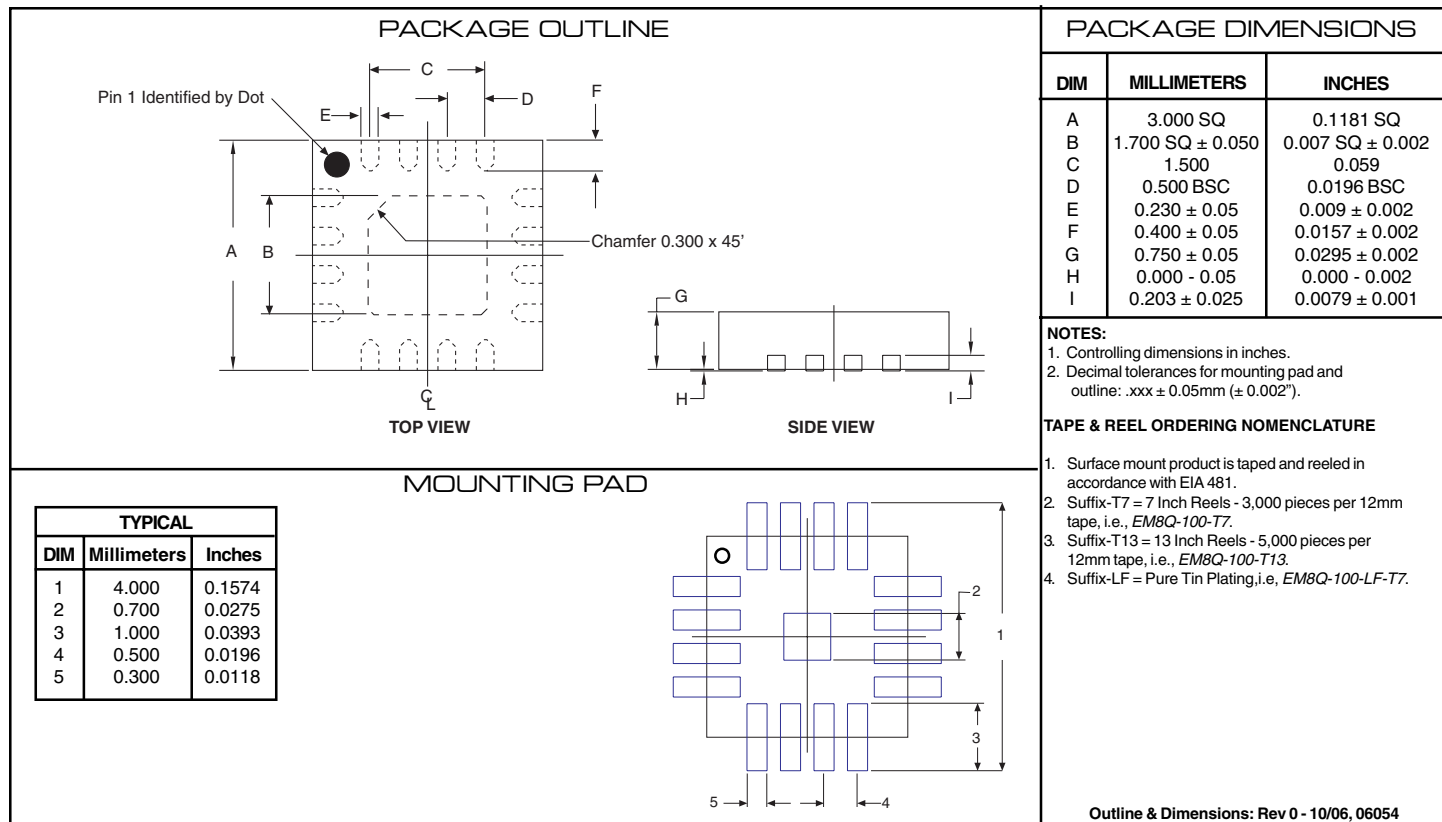 PACKAGE OUTLINE
C
Pin 1 Identified by Dot
D
F
E
A
B
Chamfer 0.300 x 45'
G
H
I
CL
TOP VIEW
SIDE VIEW
PACKAGE DIMENSIONS
DIM MILLIMETERS INCHES
A 3.000 SQ 0.1181 SQ
B 1.700 SQ ± 0.050 0.007 SQ ± 0.002
C 1.500 0.059
D 0.500 BSC 0.0196 BSC
E 0.230 ± 0.05 0.009 ± 0.002
F 0.400 ± 0.05 0.0157 ± 0.002
G 0.750 ± 0.05 0.0295 ± 0.002
H 0.000 - 0.05 0.000 - 0.002
I 0.203 ± 0.025 0.0079 ± 0.001
NOTES:
1. Controlling dimensions in inches.
2. Decimal tolerances for mounting pad and
outline: .xxx ± 0.05mm (± 0.002”).
TAPE & REEL ORDERING NOMENCLATURE
1. Surface mount product is taped and reeled in
accordance with EIA 481.
2. Suffix-T7 = 7 Inch Reels - 3,000 pieces per 12mm
tape, i.e., EM8Q-100-T7.
3. Suffix-T13 = 13 Inch Reels - 5,000 pieces per
12mm tape, i.e., EM8Q-100-T13.
4. Suffix-LF = Pure Tin Plating,i.e, EM8Q-100-LF-T7.
MOUNTING PAD
TYPICAL
DIM Millimeters Inches
1 4.000 0.1574
2 0.700 0.0275
3 1.000 0.0393
4 0.500 0.0196
5 0.300 0.0118
2
1
3
5
4
Outline & Dimensions: Rev 0 - 10/06, 06054